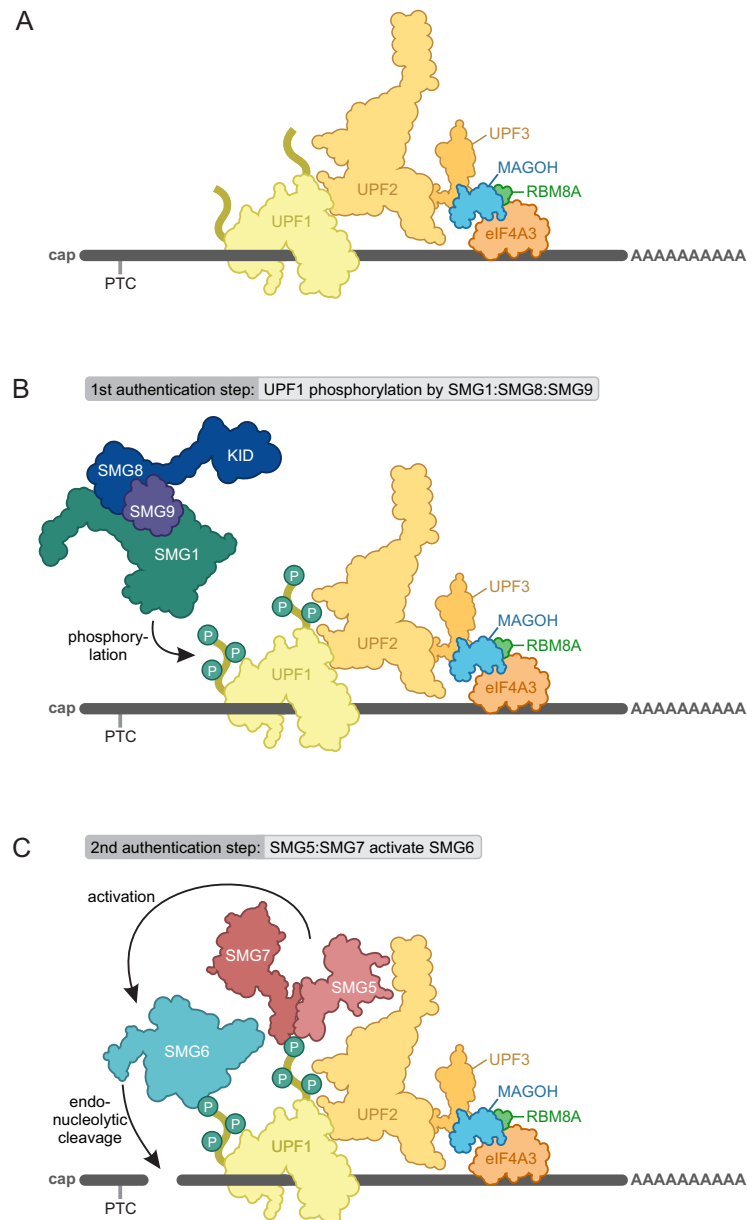 A
UPF3
MAGOH
UPF2
RBM8A
UPF1
eIF4A3
cap
AAAAAAAAAA
PTC
B
1st authentication step: UPF1 phosphorylation by SMG1:SMG8:SMG9
SMG8
KID
SMG9
SMG1
P
P
P
UPF3
phosphory-
lation
MAGOH
P
UPF2
RBM8A
P
P
UPF1
eIF4A3
cap
AAAAAAAAAA
PTC
C
2nd authentication step: SMG5:SMG7 activate SMG6
activation
SMG7
SMG5
SMG6
P
UPF3
P
P
MAGOH
endo-
nucleolytic
cleavage
P
UPF2
RBM8A
P
P
UPF1
eIF4A3
cap
AAAAAAAAAA
PTC